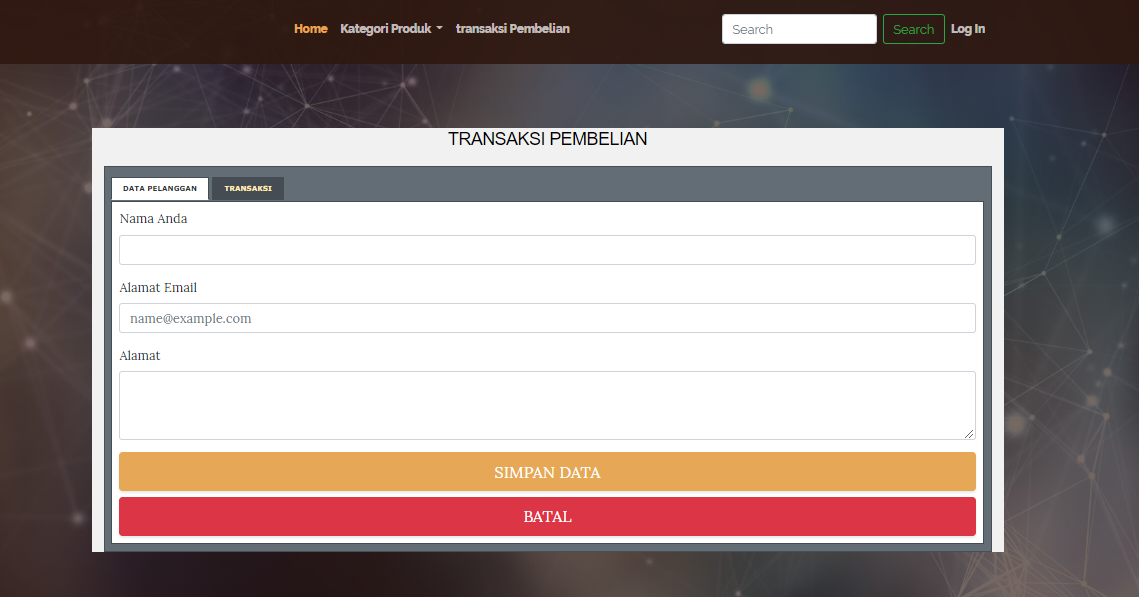 Home Kategori Produk transaksi Pembelian Search Search Log In
TRANSAKSI PEMBELIAN
DATA PELANGGAN TRANSAKSI
Nama Anda
Alamat Email
name@example.com
Alamat
SIMPAN DATA
BATAL